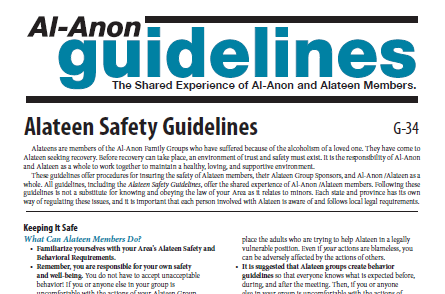 Al-Anon
guidelines
The Shared Experience of Al-Anon and Alateen Members.
Alateen Safety Guidelines G-34
Alateens are members of the Al-Anon Family Groups who have suffered because of the alcoholism of a loved one. They have come to
Alateen seeking recovery. Before recovery can take place, an environment of trust and safety must exist. It is the responsibility of Al-Anon
and Alateen as a whole to work together to maintain a healthy, loving, and supportive environment.
These guidelines offer procedures for insuring the safety of Alateen members, their Alateen Group Sponsors, and Al-Anon /Alateen as a
whole. All guidelines, including the Alateen Safety Guidelines, offer the shared experience of Al-Anon /Alateen members. Following these
guidelines is not a substitute for knowing and obeying the law of your Area as it relates to minors. Each state and province has its own
way of regulating these issues, and it is important that each person involved with Alateen is aware of and follows local legal requirements.
Keeping It Safe
What Can Alateen Members Do?
• Familiarize yourselves with your Area's Alateen Safety and
Behavioral Requirements.
• Remember, you are responsible for your own safety
and well-being. You do not have to accept unacceptable
behavior! If you or anyone else in your group is
uncomfortable with the actions of your Alateen Group
place the adults who are trying to help Alateen in a legally
vulnerable position. Even if your actions are blameless, you
can be adversely affected by the actions of others.
• It is suggested that Alateen groups create behavior
guidelines so that everyone knows what is expected before,
during, and after the meeting. Then, if you or anyone
else in your group is uncomfortable with the actions of